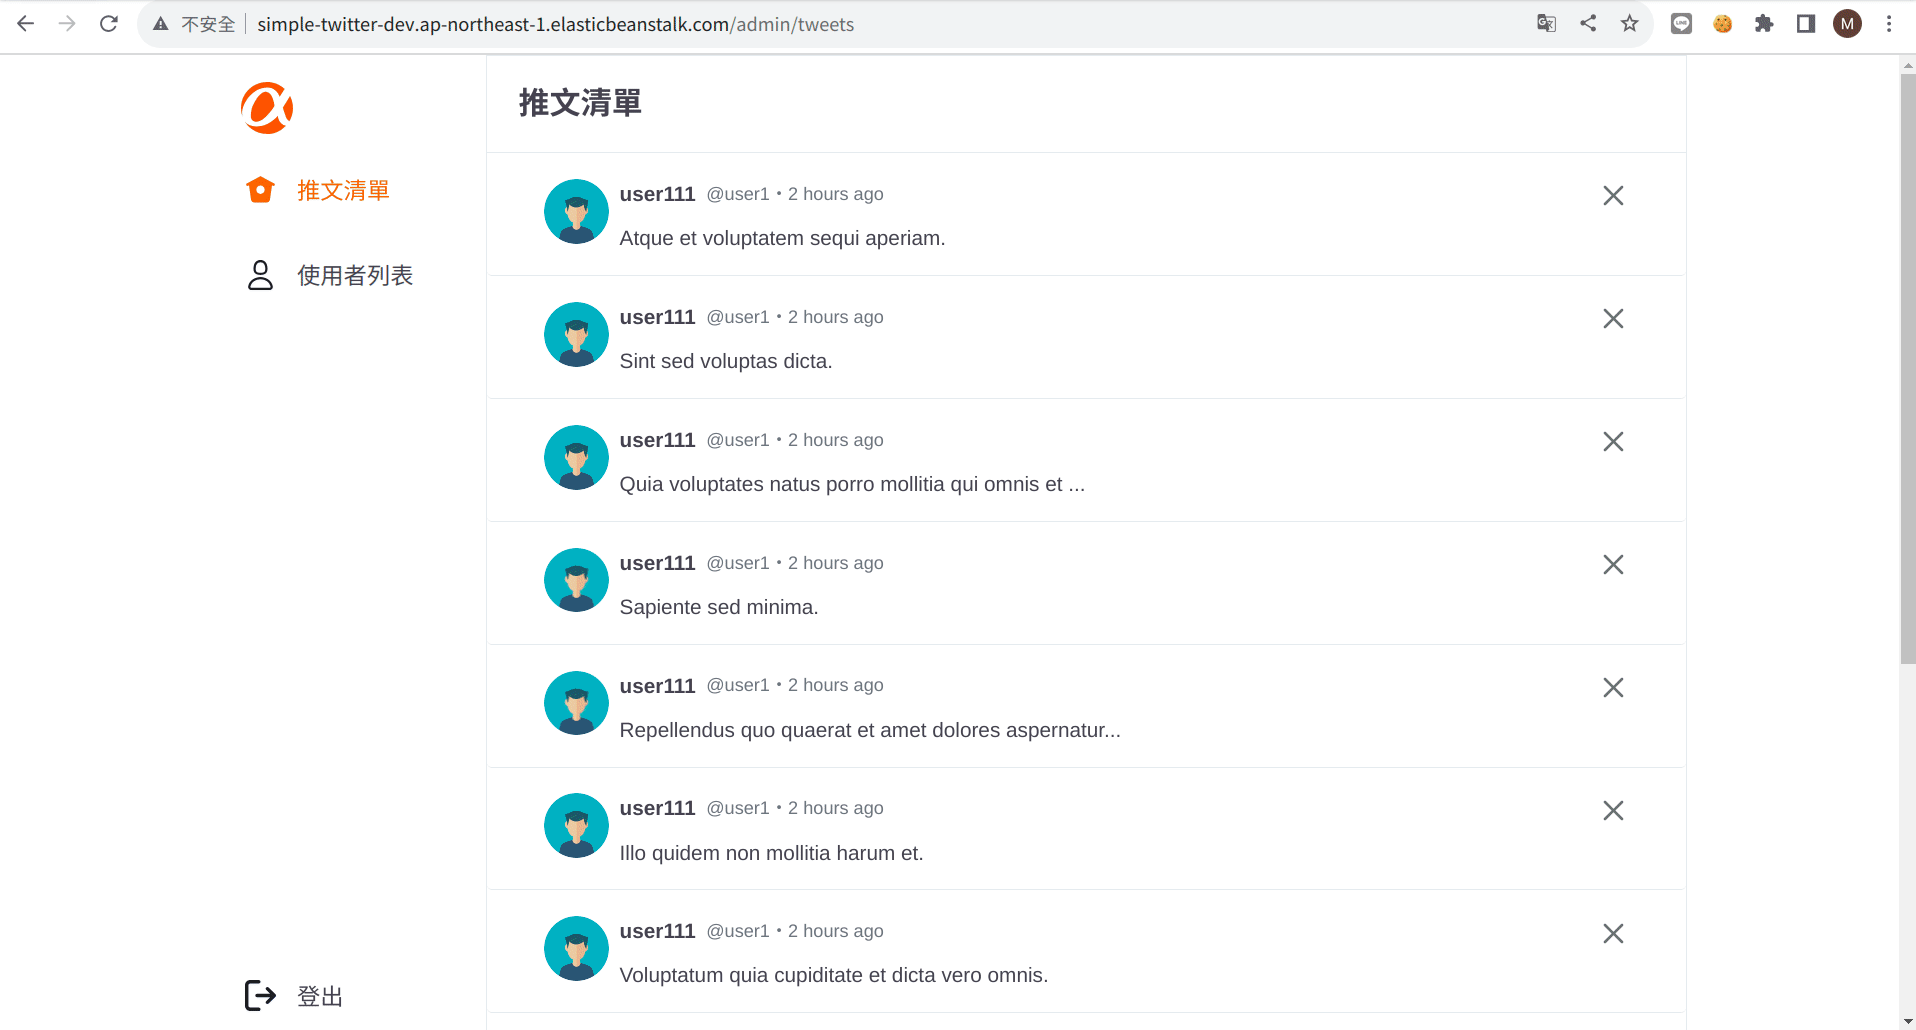 不安全 simple-twitter-dev.ap-northeast-1.elasticbeanstalk.com/admin/tweets
M
推文清單
使用者列表
登出
推文清單
user111 @user1 • 2 hours ago
Atque et voluptatem sequi aperiam.
user111 @user1 • 2 hours ago
Sint sed voluptas dicta.
user111 @user1 • 2 hours ago
Quia voluptates natus porro mollitia qui omnis et ...
user111 @user1 • 2 hours ago
Sapiente sed minima.
user111 @user1 • 2 hours ago
Repellendus quo quaerat et amet dolores aspernatur...
user111 @user1 • 2 hours ago
Illo quidem non mollitia harum et.
user111 @user1 • 2 hours ago
Voluptatum quia cupiditate et dicta vero omnis.